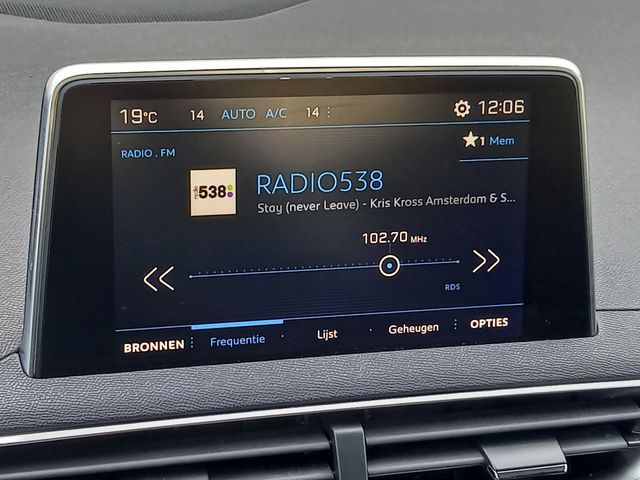 19°C 14 AUTO A/C 14 12:06
1 Mem
RADIO . FM
radio 538
RADIO538
Stay (never Leave) - Kris Kross Amsterdam & S...
102.70 MHz
RDS
BRONNEN Frequentie Lijst Geheugen OPTIES